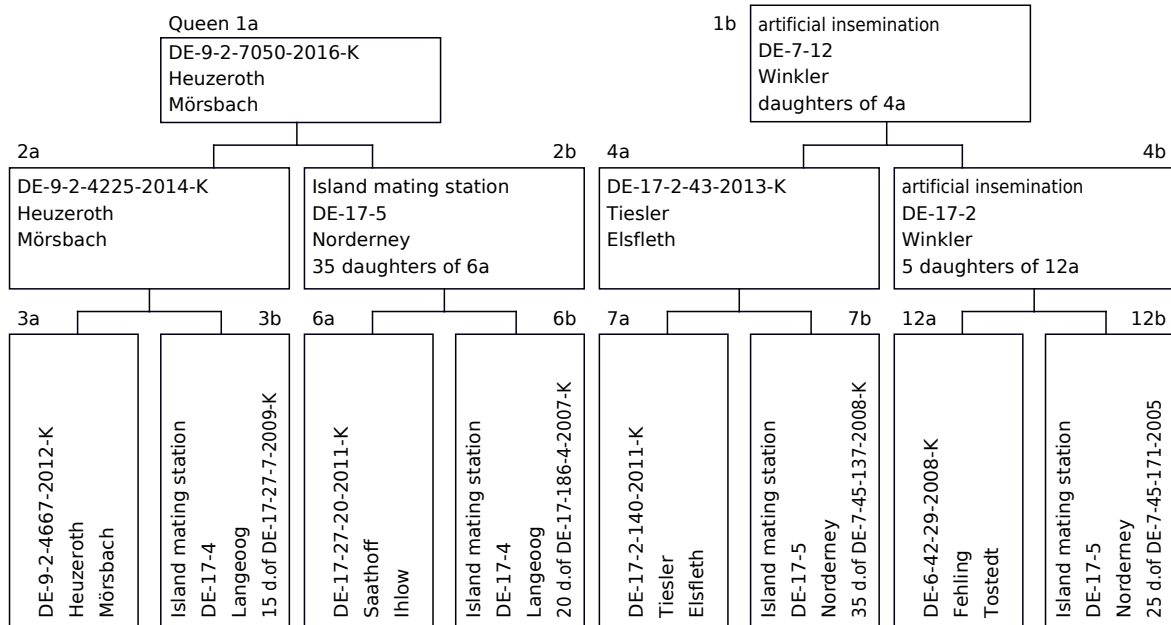 Queen 1a
DE-9-2-7050-2016-K
Heuzeroth
Mörsbach
1b
artificial insemination
DE-7-12
Winkler
daughters of 4a
2a
DE-9-2-4225-2014-K
Heuzeroth
Mörsbach
2b
Island mating station
DE-17-5
Norderney
35 daughters of 6a
4a
DE-17-2-43-2013-K
Tiesler
Elsfleth
4b
artificial insemination
DE-17-2
Winkler
5 daughters of 12a
3a
DE-9-2-4667-2012-K
Heuzeroth
Mörsbach
3b
Island mating station
DE-17-4
Langeoog
15 d.of DE-17-27-7-2009-K
6a
DE-17-27-20-2011-K
Saathoff
Ihlow
6b
Island mating station
DE-17-4
Langeoog
20 d.of DE-17-186-4-2007-K
7a
DE-17-2-140-2011-K
Tiesler
Elsfleth
7b
Island mating station
DE-17-5
Norderney
35 d.of DE-7-45-137-2008-K
12a
DE-6-42-29-2008-K
Fehling
Tostedt
12b
Island mating station
DE-17-5
Norderney
25 d.of DE-7-45-171-2005